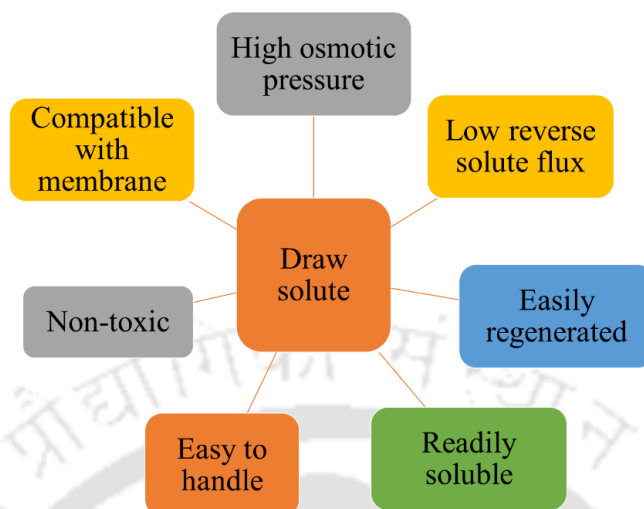 High osmotic
pressure
Compatible
with
membrane
Low reverse
solute flux
Draw
solute
Non-toxic
Easily
regenerated
Easy to
handle
Readily
soluble